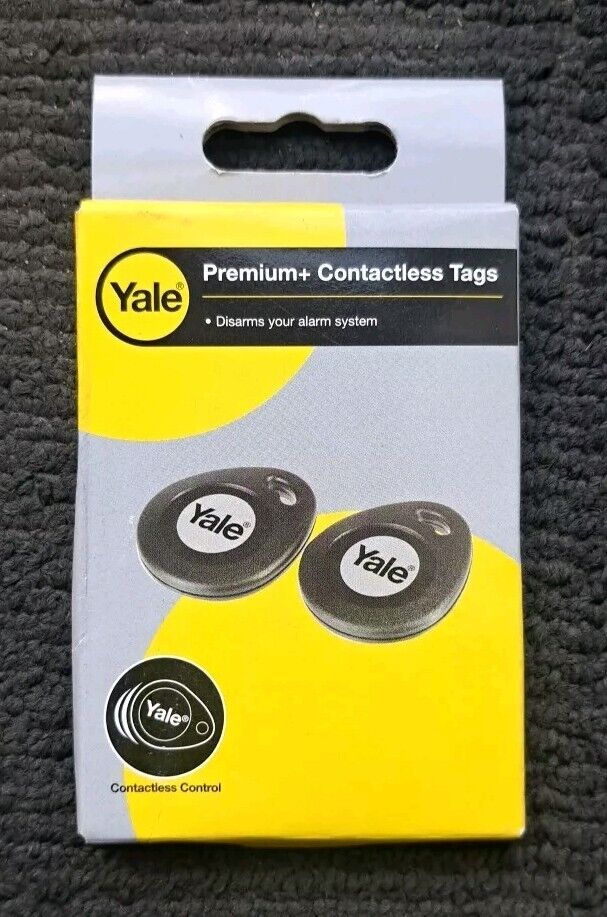 Yale®
Premium+ Contactless Tags
• Disarms your alarm system
Yale®
Yale®
Yale®
Contactless Control